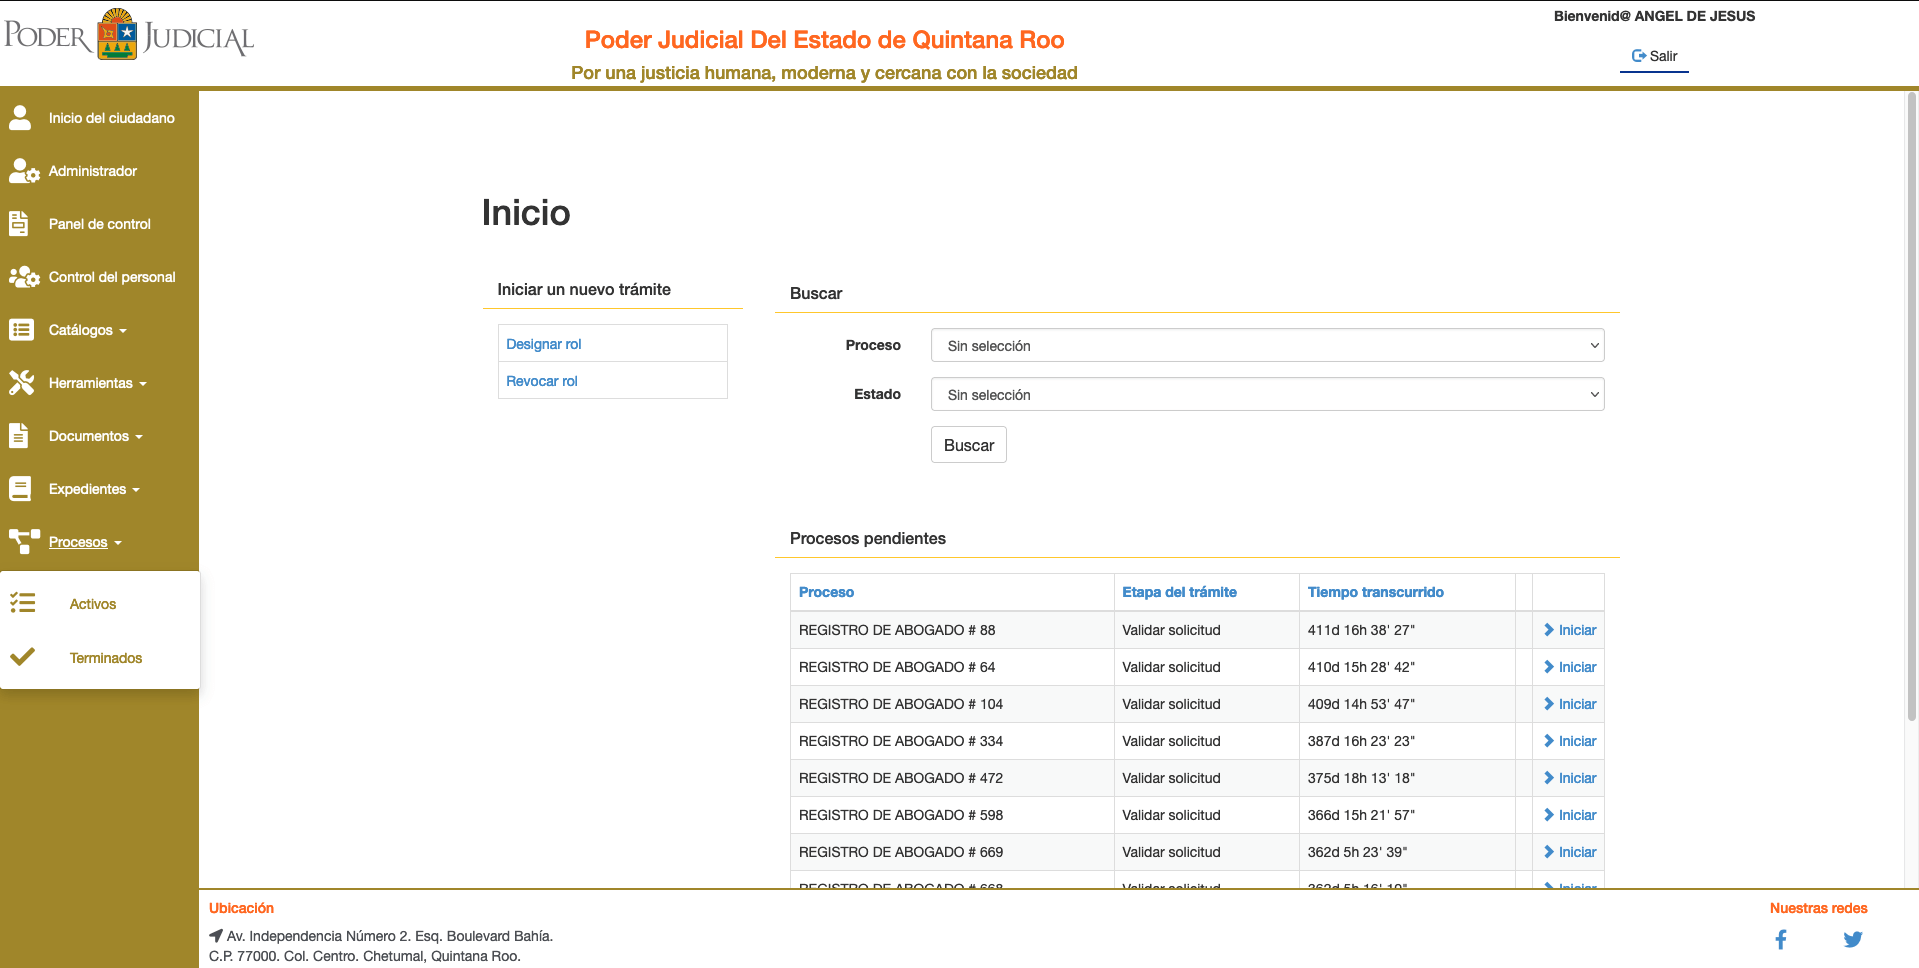 PODER JUDICIAL
Poder Judicial Del Estado de Quintana Roo
Por una justicia humana, moderna y cercana con la sociedad
Bienvenid@ ANGEL DE JESUS
Salir
Inicio del ciudadano
Administrador
Panel de control
Control del personal
Catálogos
Herramientas
Documentos
Expedientes
Procesos
Activos
Terminados
Inicio
Iniciar un nuevo trámite
Designar rol
Revocar rol
Buscar
Proceso Sin selección
Estado Sin selección
Buscar
Procesos pendientes
Proceso Etapa del trámite Tiempo transcurrido
REGISTRO DE ABOGADO # 88 Validar solicitud 411d 16h 38' 27" Iniciar
REGISTRO DE ABOGADO # 64 Validar solicitud 410d 15h 28' 42" Iniciar
REGISTRO DE ABOGADO # 104 Validar solicitud 409d 14h 53' 47" Iniciar
REGISTRO DE ABOGADO # 334 Validar solicitud 387d 16h 23' 23" Iniciar
REGISTRO DE ABOGADO # 472 Validar solicitud 375d 18h 13' 18" Iniciar
REGISTRO DE ABOGADO # 598 Validar solicitud 366d 15h 21' 57" Iniciar
REGISTRO DE ABOGADO # 669 Validar solicitud 362d 5h 23' 39" Iniciar
REGISTRO DE ABOGADO # 668 Validar solicitud Iniciar
Ubicación
Av. Independencia Número 2. Esq. Boulevard Bahía.
C.P. 77000. Col. Centro. Chetumal, Quintana Roo.
Nuestras redes